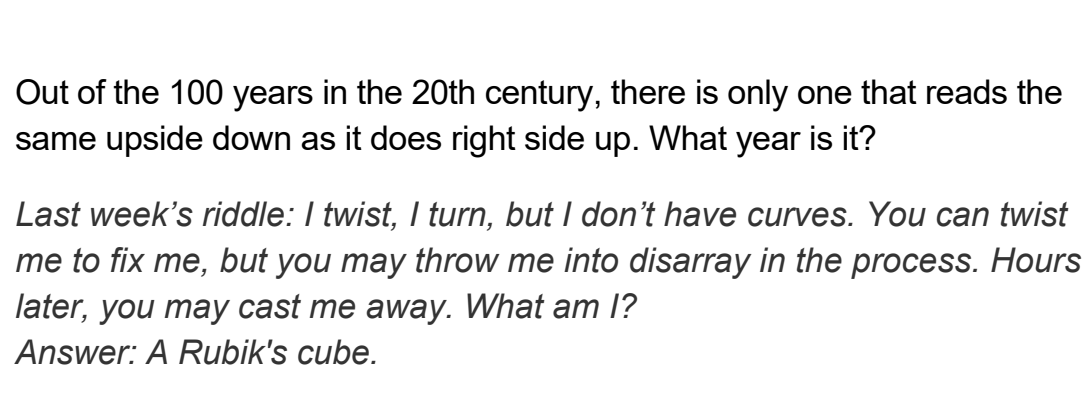 Out of the 100 years in the 20th century, there is only one that reads the
same upside down as it does right side up. What year is it?
Last week’s riddle: I twist, I turn, but I don’t have curves. You can twist
me to fix me, but you may throw me into disarray in the process. Hours
later, you may cast me away. What am I?
Answer: A Rubik's cube.